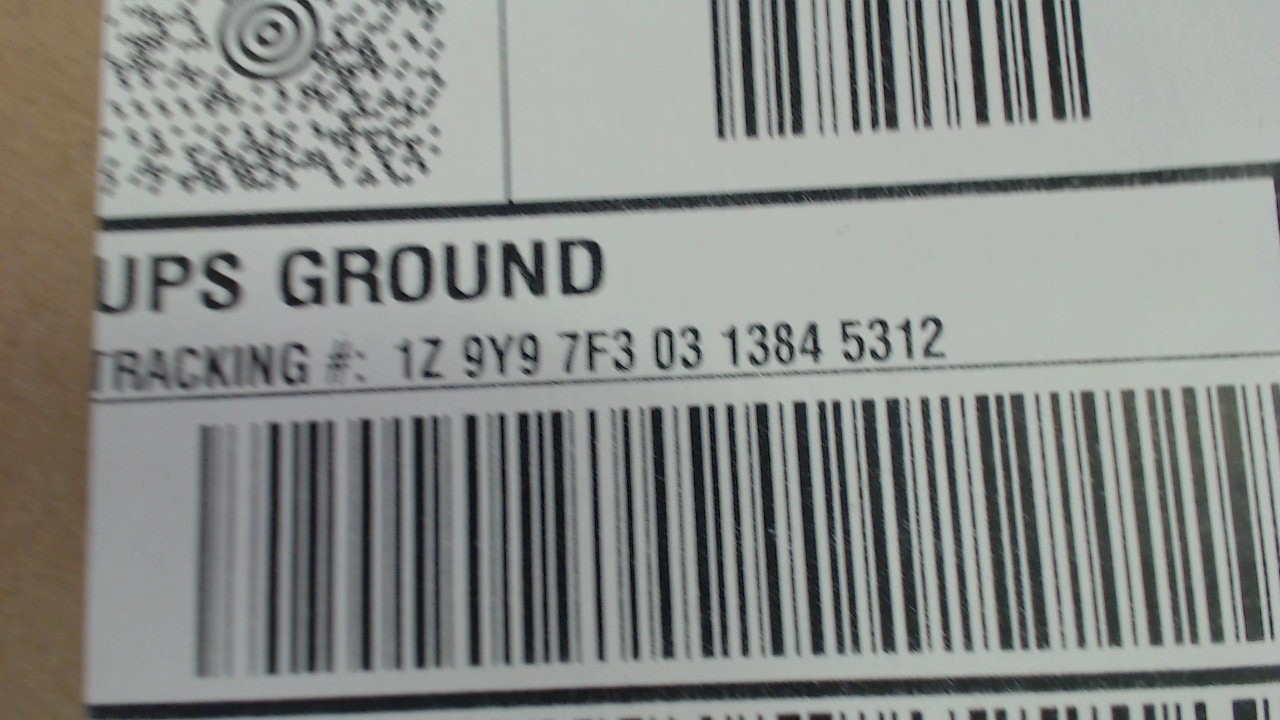 UPS GROUND
TRACKING #: 1Z 9Y9 7F3 03 1384 5312